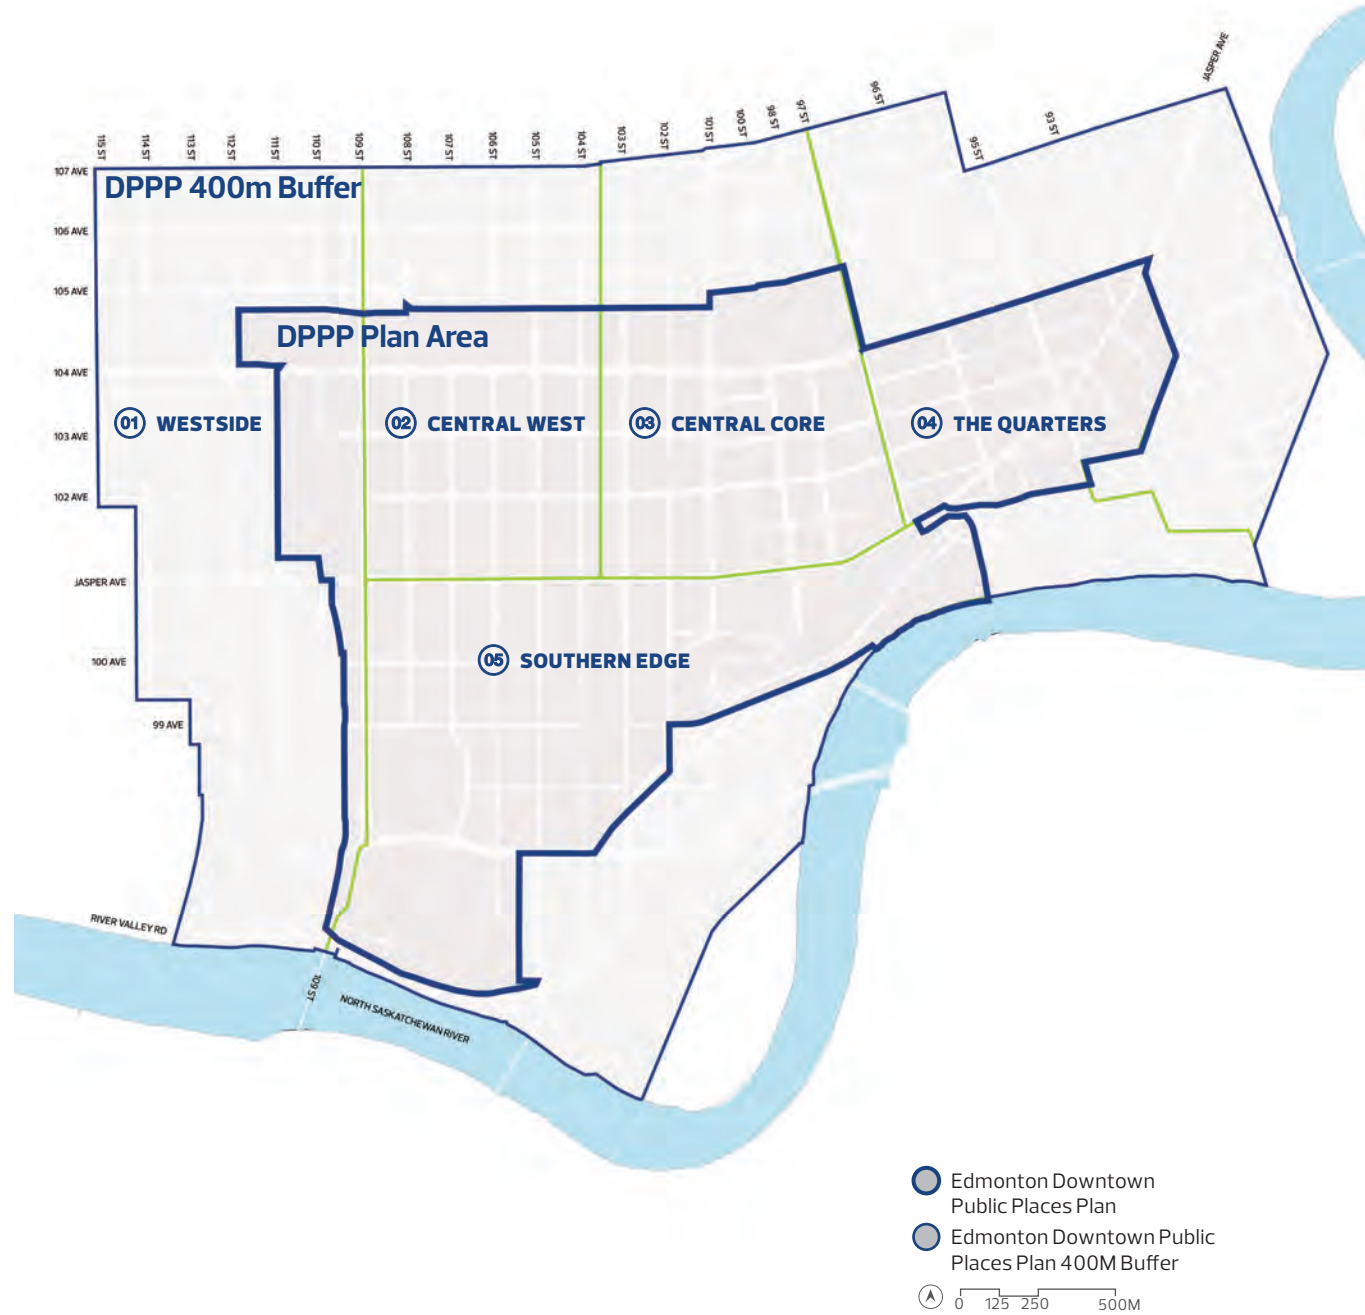 JASPER AVE
96 ST
97 ST
93 ST
98 ST
100 ST
101 ST
95 ST
115 ST
114 ST
113 ST
112 ST
111 ST
110 ST
109 ST
108 ST
107 ST
106 ST
105 ST
104 ST
103 ST
102 ST
107 AVE
DPPP 400m Buffer
106 AVE
105 AVE
DPPP Plan Area
104 AVE
01 WESTSIDE
02 CENTRAL WEST
03 CENTRAL CORE
04 THE QUARTERS
103 AVE
102 AVE
JASPER AVE
100 AVE
05 SOUTHERN EDGE
99 AVE
RIVER VALLEY RD
109 ST
NORTH SASKATCHEWAN RIVER
Edmonton Downtown
Public Places Plan
Edmonton Downtown Public
Places Plan 400M Buffer
0 125 250 500M